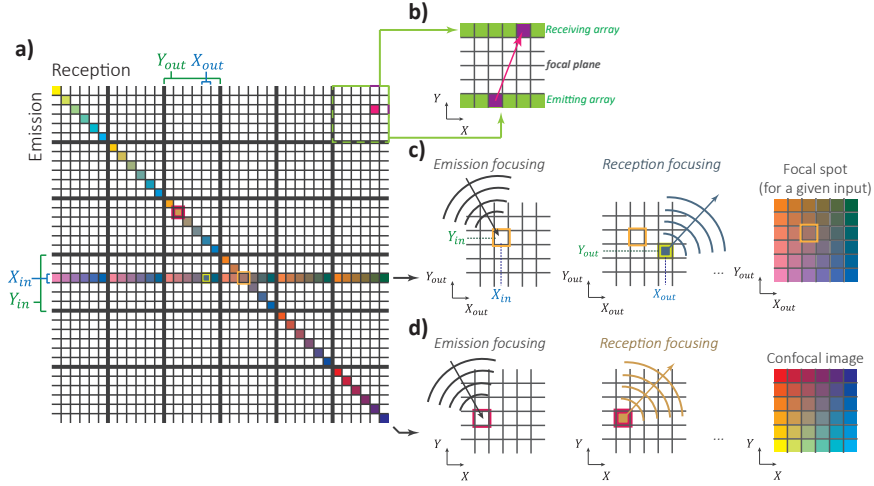 a)
Reception
Emission
Y_out
X_out
X_in
Y_in
b)
Receiving array
focal plane
Emitting array
Y
X
c)
Emission focusing
Reception focusing
Focal spot
(for a given input)
Y_in
X_in
Y_out
X_out
Y_out
X_out
Y_out
X_out
...
Y_out
X_out
d)
Emission focusing
Reception focusing
Confocal image
Y
X
Y
X
...
Y
X